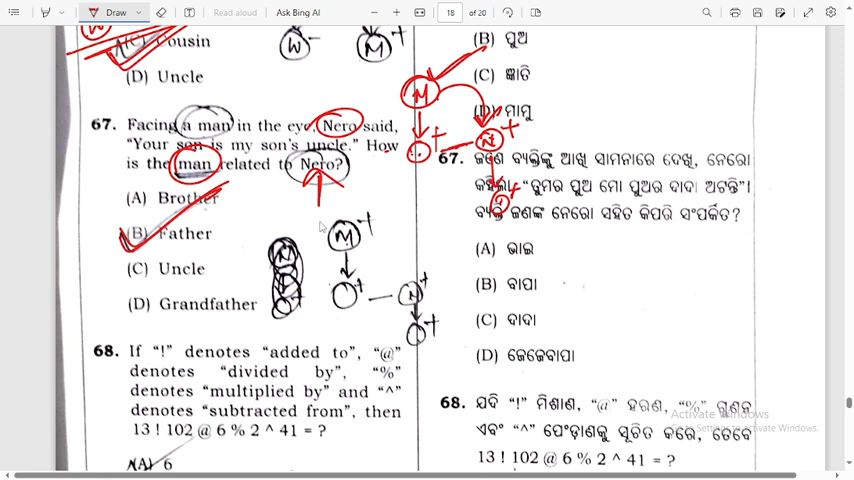 Draw
Read aloud
Ask Bing AI
18 of 20
(C) Cousin
(D) Uncle
W
M
67. Facing a man in the eye, Nero said,
"Your son is my son's uncle." How
is the man related to Nero?
(A) Brother
(B) Father
(C) Uncle
(D) Grandfather
M
N
68. If "!" denotes "added to", "@"
denotes "divided by", "%"
denotes "multiplied by" and "^"
denotes "subtracted from", then
13 ! 102 @ 6 % 2 ^ 41 = ?
(A) 6
(B) ପୁଅ
(C) ଜ୍ଞାତି
(D) ମାମୁ
M
N
67. ଜଣେ ବ୍ୟକ୍ତିଙ୍କୁ ଆଖି ସାମନାରେ ଦେଖି, ନେରୋ
କହିଲା, "ତୁମର ପୁଅ ମୋ ପୁଅର ଦାଦା ଅଟନ୍ତି"।
ବ୍ୟକ୍ତି ଜଣଙ୍କ ନେରୋ ସହିତ କିପରି ସଂପର୍କିତ?
(A) ଭାଇ
(B) ବାପା
(C) ଦାଦା
(D) ଜେଜେବାପା
68. ଯଦି "!" ମିଶାଣ, "@" ହରଣ, "%" ଗୁଣନ
ଏବଂ "^" ଫେଡ଼ାଣକୁ ସୂଚିତ କରେ, ତେବେ
13 ! 102 @ 6 % 2 ^ 41 = ?
Activate Windows
Go to Settings to activate Windows.